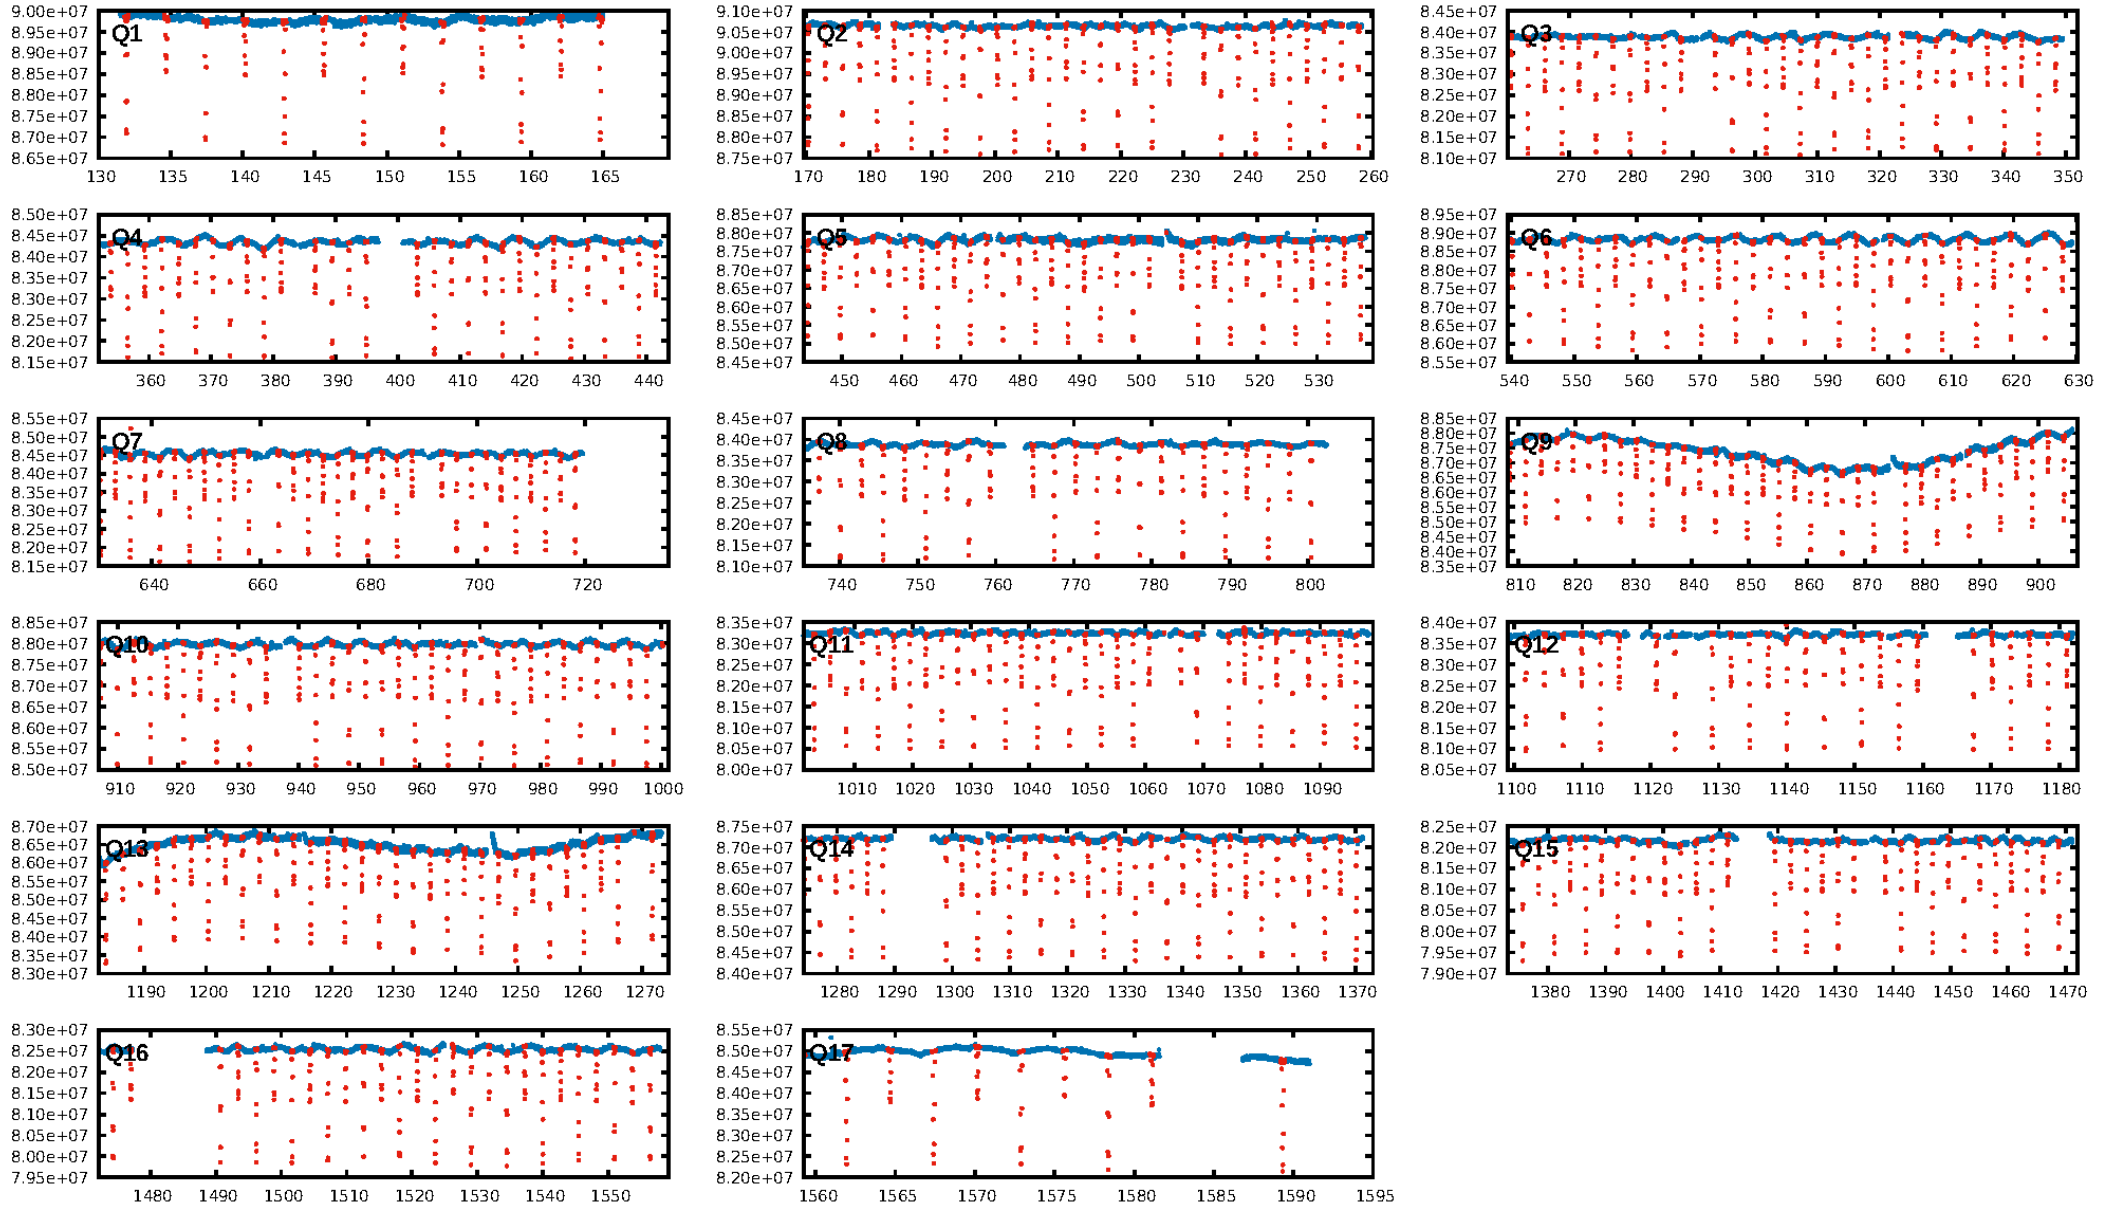 9.00e+07 8.95e+07 8.90e+07 8.85e+07 8.80e+07 8.75e+07 8.70e+07 8.65e+07
Q1
130 135 140 145 150 155 160 165
9.10e+07 9.05e+07 9.00e+07 8.95e+07 8.90e+07 8.85e+07 8.80e+07 8.75e+07
Q2
170 180 190 200 210 220 230 240 250 260
8.45e+07 8.40e+07 8.35e+07 8.30e+07 8.25e+07 8.20e+07 8.15e+07 8.10e+07
Q3
270 280 290 300 310 320 330 340 350
8.50e+07 8.45e+07 8.40e+07 8.35e+07 8.30e+07 8.25e+07 8.20e+07 8.15e+07
Q4
360 370 380 390 400 410 420 430 440
8.85e+07 8.80e+07 8.75e+07 8.70e+07 8.65e+07 8.60e+07 8.55e+07 8.50e+07 8.45e+07
Q5
450 460 470 480 490 500 510 520 530
8.95e+07 8.90e+07 8.85e+07 8.80e+07 8.75e+07 8.70e+07 8.65e+07 8.60e+07 8.55e+07
Q6
540 550 560 570 580 590 600 610 620 630
8.55e+07 8.50e+07 8.45e+07 8.40e+07 8.35e+07 8.30e+07 8.25e+07 8.20e+07 8.15e+07
Q7
640 660 680 700 720
8.45e+07 8.40e+07 8.35e+07 8.30e+07 8.25e+07 8.20e+07 8.15e+07 8.10e+07
Q8
740 750 760 770 780 790 800
8.85e+07 8.80e+07 8.75e+07 8.70e+07 8.65e+07 8.60e+07 8.55e+07 8.50e+07 8.45e+07 8.40e+07 8.35e+07
Q9
810 820 830 840 850 860 870 880 890 900
8.85e+07 8.80e+07 8.75e+07 8.70e+07 8.65e+07 8.60e+07 8.55e+07 8.50e+07
Q10
910 920 930 940 950 960 970 980 990 1000
8.35e+07 8.30e+07 8.25e+07 8.20e+07 8.15e+07 8.10e+07 8.05e+07 8.00e+07
Q11
1010 1020 1030 1040 1050 1060 1070 1080 1090
8.40e+07 8.35e+07 8.30e+07 8.25e+07 8.20e+07 8.15e+07 8.10e+07 8.05e+07
Q12
1100 1110 1120 1130 1140 1150 1160 1170 1180
8.70e+07 8.65e+07 8.60e+07 8.55e+07 8.50e+07 8.45e+07 8.40e+07 8.35e+07 8.30e+07
Q13
1190 1200 1210 1220 1230 1240 1250 1260 1270
8.75e+07 8.70e+07 8.65e+07 8.60e+07 8.55e+07 8.50e+07 8.45e+07 8.40e+07
Q14
1280 1290 1300 1310 1320 1330 1340 1350 1360 1370
8.25e+07 8.20e+07 8.15e+07 8.10e+07 8.05e+07 8.00e+07 7.95e+07 7.90e+07
Q15
1380 1390 1400 1410 1420 1430 1440 1450 1460 1470
8.30e+07 8.25e+07 8.20e+07 8.15e+07 8.10e+07 8.05e+07 8.00e+07 7.95e+07
Q16
1480 1490 1500 1510 1520 1530 1540 1550
8.55e+07 8.50e+07 8.45e+07 8.40e+07 8.35e+07 8.30e+07 8.25e+07 8.20e+07
Q17
1560 1565 1570 1575 1580 1585 1590 1595